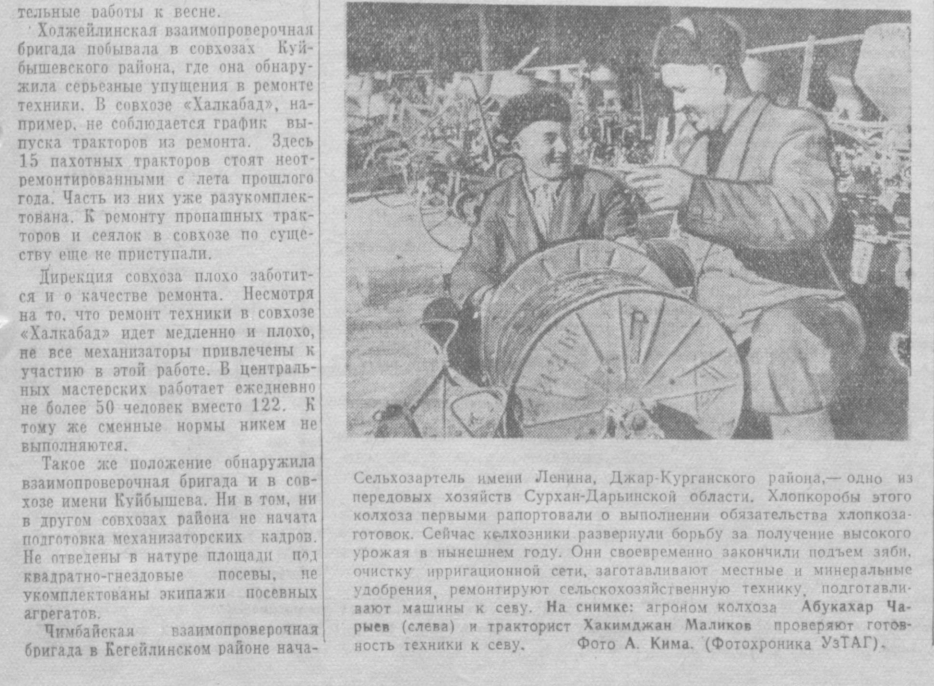 тельные работы к весне.
Ходжейлинская взаимопроверочная
бригада побывала в совхозах Куй-
бышевского района, где она обнару-
жила серьезные упущения в ремонте
техники. В совхозе «Халкабад», на-
пример, не соблюдается график вы-
пуска тракторов из ремонта. Здесь
15 пахотных тракторов стоят неот-
ремонтированными с лета прошлого
года. Часть из них уже разукомплек-
тована. К ремонту пропашных трак-
торов и сеялок в совхозе по суще-
ству еще не приступали.
Дирекция совхоза плохо заботит-
ся и о качестве ремонта. Несмотря
на то, что ремонт техники в совхозе
«Халкабад» идет медленно и плохо,
не все механизаторы привлечены к
участию в этой работе. В централь-
ных мастерских работает ежедневно
не более 50 человек вместо 122. К
тому же сменные нормы никем не
выполняются.
Такое же положение обнаружила
взаимопроверочная бригада и в сов-
хозе имени Куйбышева. Ни в том, ни
в другом совхозах района не начата
подготовка механизаторских кадров.
Не отведены в натуре площади под
квадратно-гнездовые посевы, не
укомплектованы экипажи посевных
агрегатов.
Чимбайская взаимопроверочная
бригада в Кегейлинском районе нача-
Сельхозартель имени Ленина, Джар-Курганского района,— одно из
передовых хозяйств Сурхан-Дарьинской области. Хлопкоробы этого
колхоза первыми рапортовали о выполнении обязательства хлопкоза-
готовок. Сейчас колхозники развернули борьбу за получение высокого
урожая в нынешнем году. Они своевременно закончили подъем зяби,
очистку ирригационной сети, заготавливают местные и минеральные
удобрения, ремонтируют сельскохозяйственную технику, подготавли-
вают машины к севу. На снимке: агроном колхоза Абукахар Ча-
рыев (слева) и тракторист Хакимджан Маликов проверяют готов-
ность техники к севу. Фото А. Кима. (Фотохроника УзТАГ).